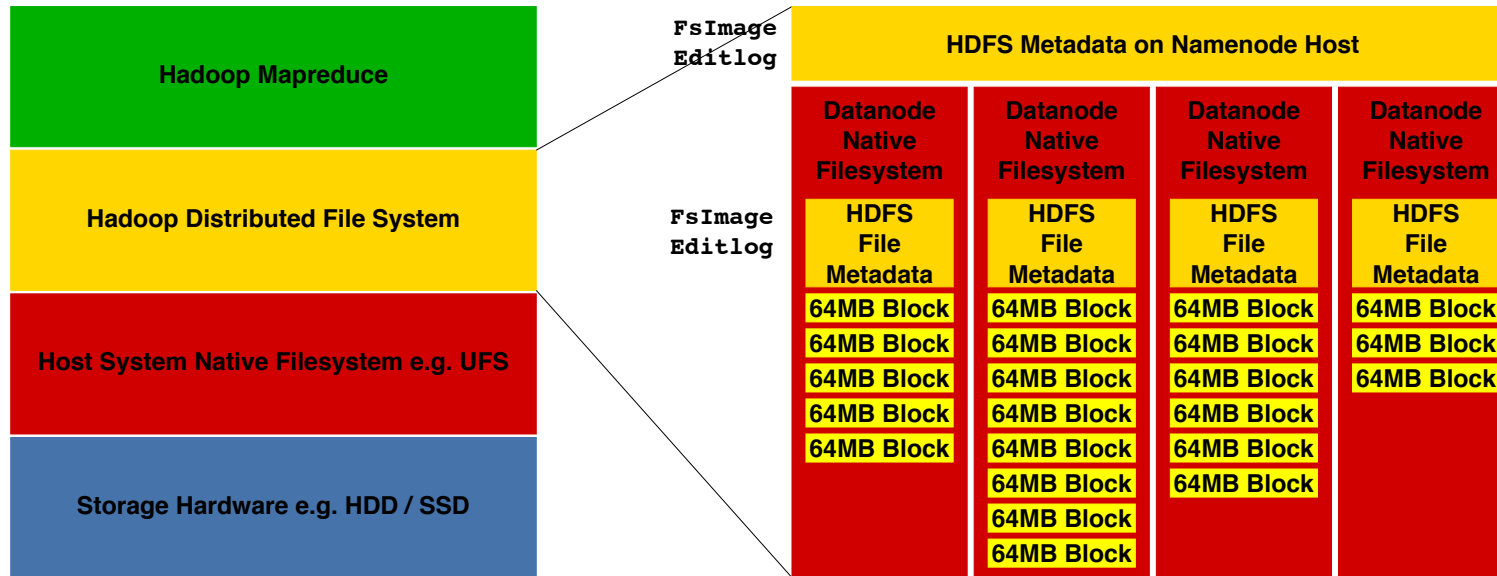 Hadoop Mapreduce
Hadoop Distributed File System
Host System Native Filesystem e.g. UFS
Storage Hardware e.g. HDD / SSD
FsImage
Editlog
HDFS Metadata on Namenode Host
FsImage
Editlog
Datanode
Native
Filesystem
HDFS
File
Metadata
64MB Block
64MB Block
64MB Block
64MB Block
64MB Block
Datanode
Native
Filesystem
HDFS
File
Metadata
64MB Block
64MB Block
64MB Block
64MB Block
64MB Block
64MB Block
64MB Block
64MB Block
Datanode
Native
Filesystem
HDFS
File
Metadata
64MB Block
64MB Block
64MB Block
64MB Block
64MB Block
64MB Block
Datanode
Native
Filesystem
HDFS
File
Metadata
64MB Block
64MB Block
64MB Block